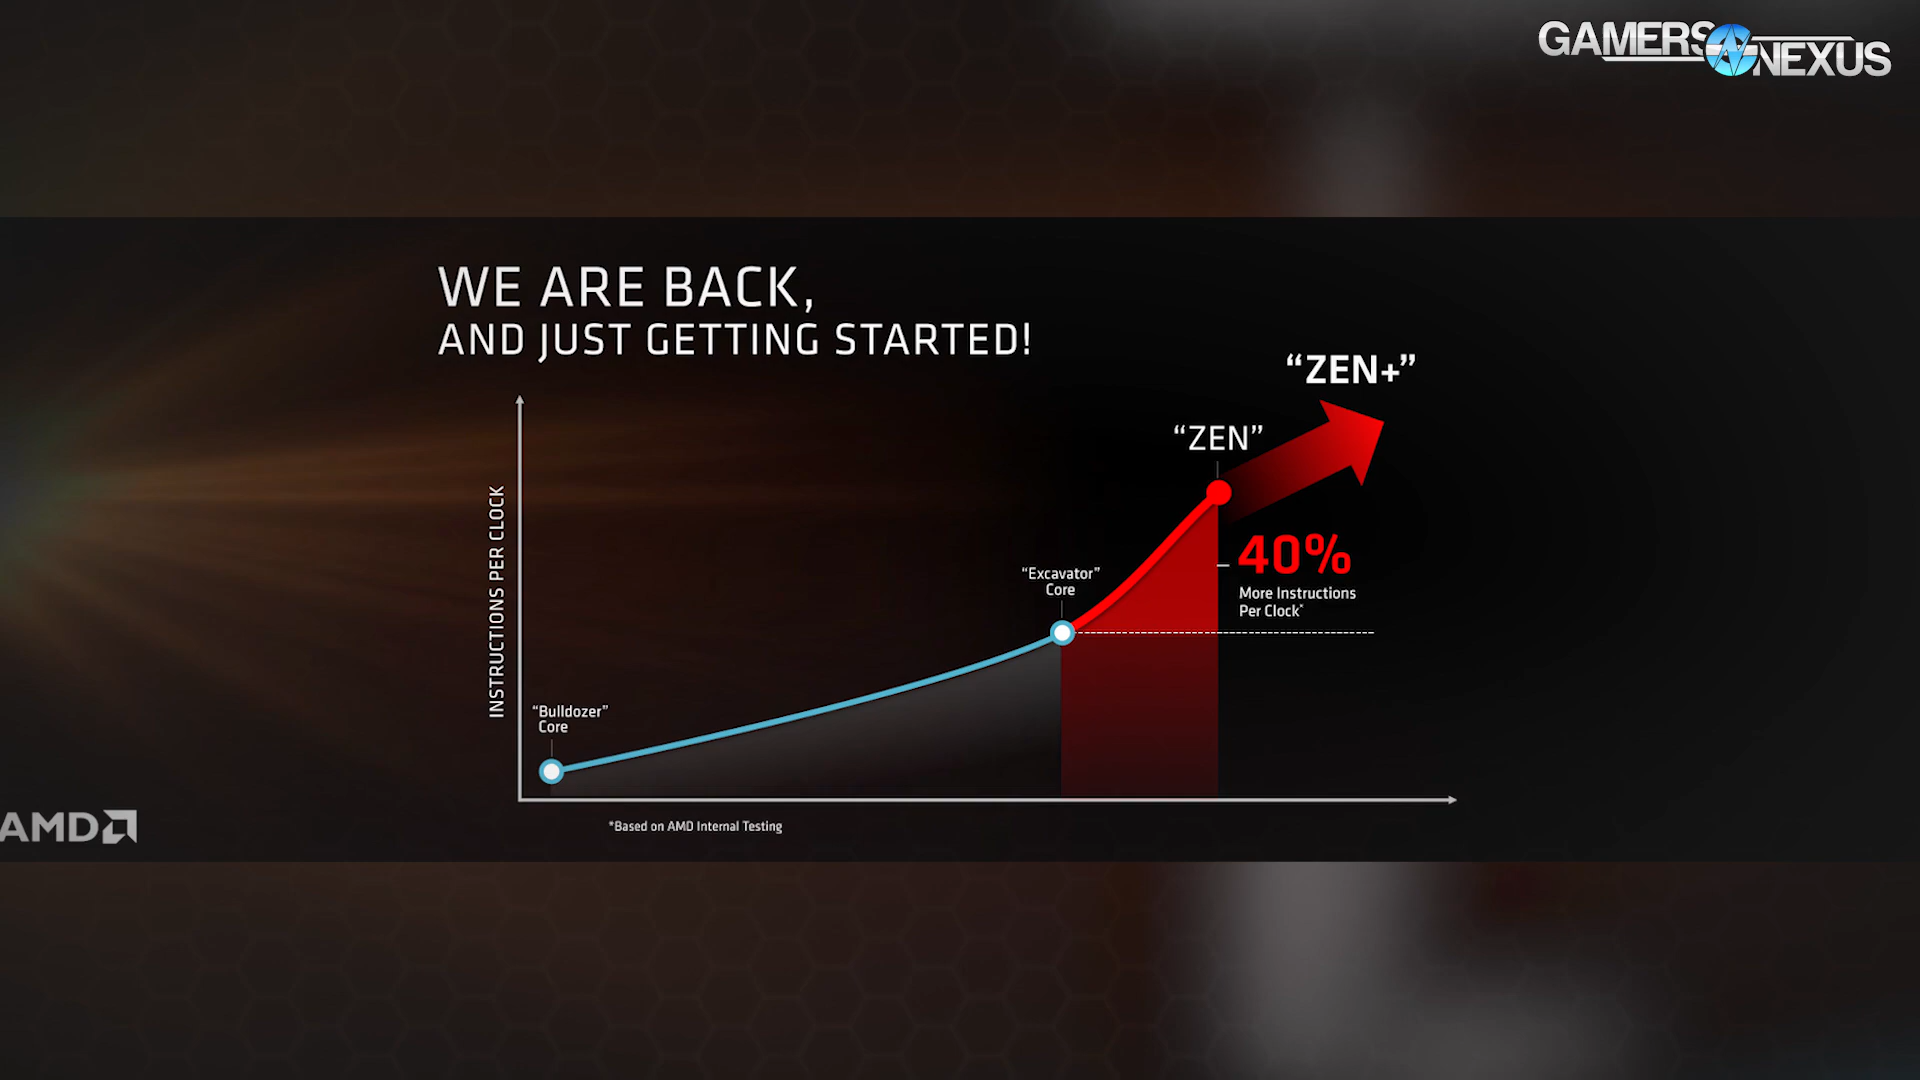 GAMERS NEXUS
WE ARE BACK,
AND JUST GETTING STARTED!
“ZEN+”
“ZEN”
40%
More Instructions
Per Clock*
“Excavator”
Core
INSTRUCTIONS PER CLOCK
“Bulldozer”
Core
AMD
*Based on AMD Internal Testing